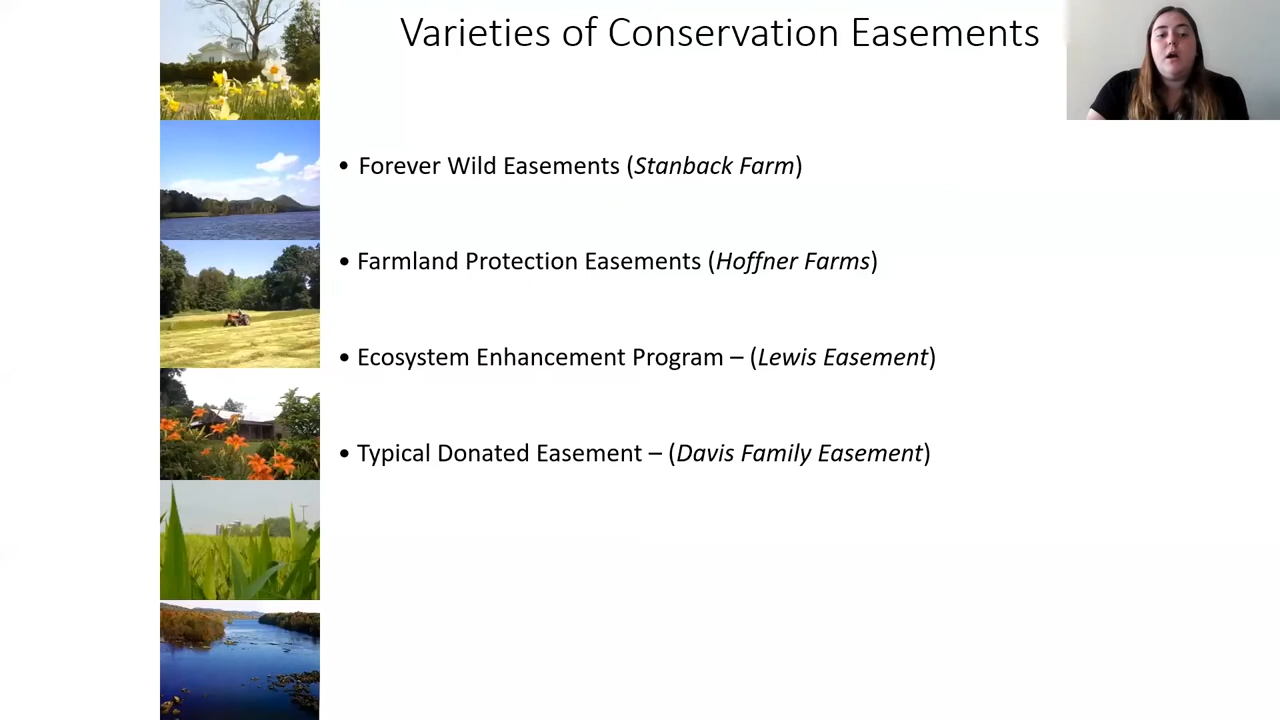 Varieties of Conservation Easements
• Forever Wild Easements (Stanback Farm)
• Farmland Protection Easements (Hoffner Farms)
• Ecosystem Enhancement Program – (Lewis Easement)
• Typical Donated Easement – (Davis Family Easement)